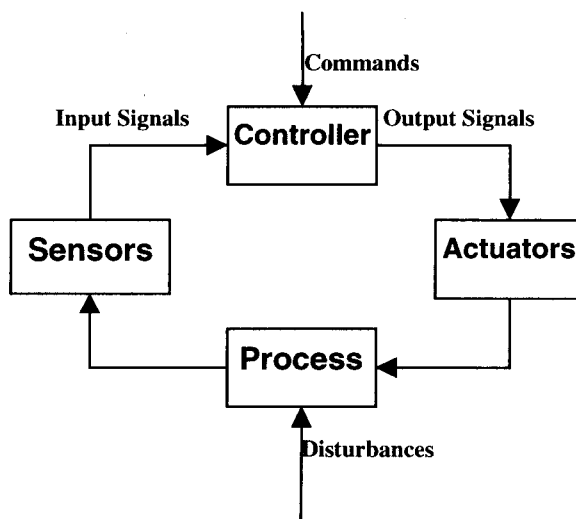 Commands
Input Signals
Controller
Output Signals
Sensors
Actuators
Process
Disturbances